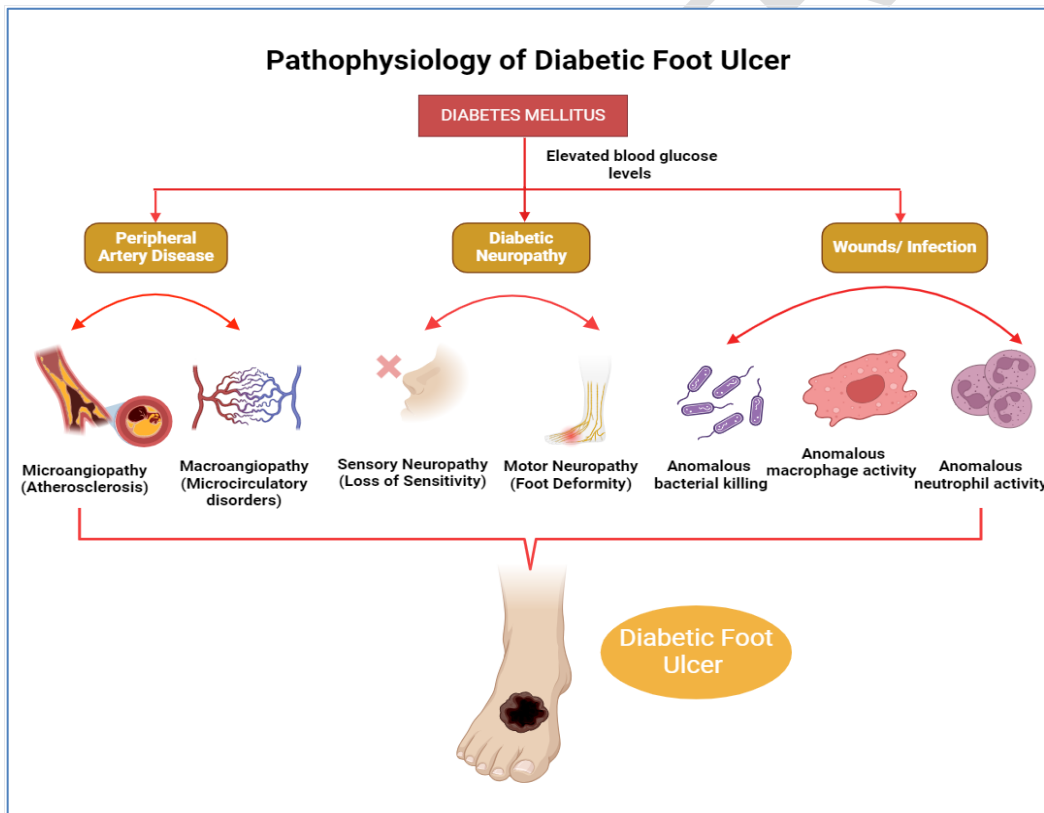 Pathophysiology of Diabetic Foot Ulcer
DIABETES MELLITUS
Elevated blood glucose
levels
Peripheral
Artery Disease
Diabetic
Neuropathy
Wounds/ Infection
Microangiopathy
(Atherosclerosis)
Macroangiopathy
(Microcirculatory
disorders)
Sensory Neuropathy
(Loss of Sensitivity)
Motor Neuropathy
(Foot Deformity)
Anomalous
bacterial killing
Anomalous
macrophage activity
Anomalous
neutrophil activity
Diabetic Foot
Ulcer